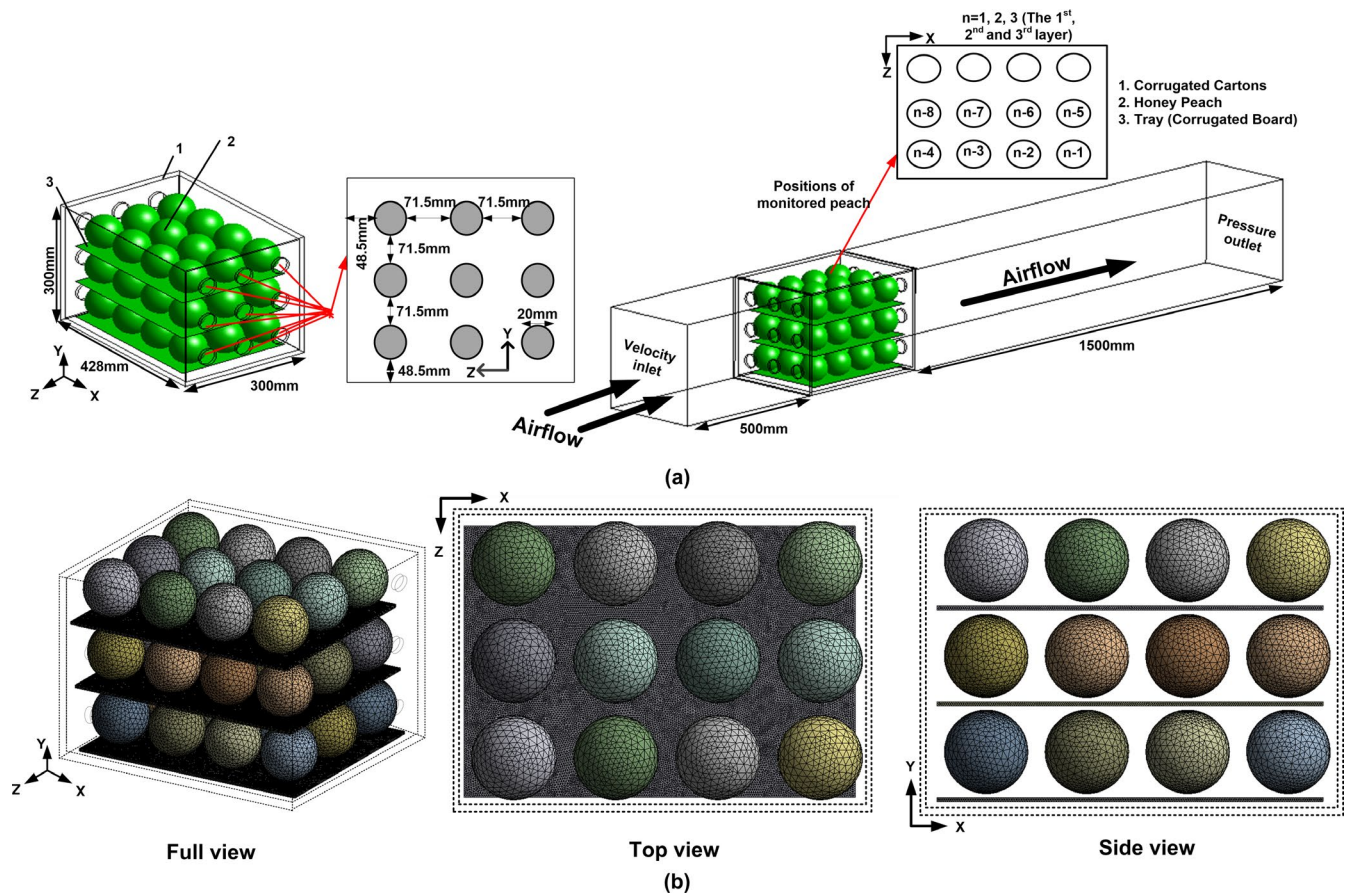 n=1, 2, 3 (The 1st,
2nd and 3rd layer)
X
Z
n-8 n-7 n-6 n-5
n-4 n-3 n-2 n-1
1. Corrugated Cartons
2. Honey Peach
3. Tray (Corrugated Board)
Positions of
monitored peach
1
2
3
300mm
428mm
300mm
Y
Z
X
71.5mm 71.5mm
48.5mm
71.5mm
71.5mm
20mm
Y
Z
48.5mm
Velocity
inlet
Airflow
500mm
Airflow
Pressure
outlet
1500mm
(a)
Y
Z
X
Full view
X
Z
Top view
Y
X
Side view
(b)